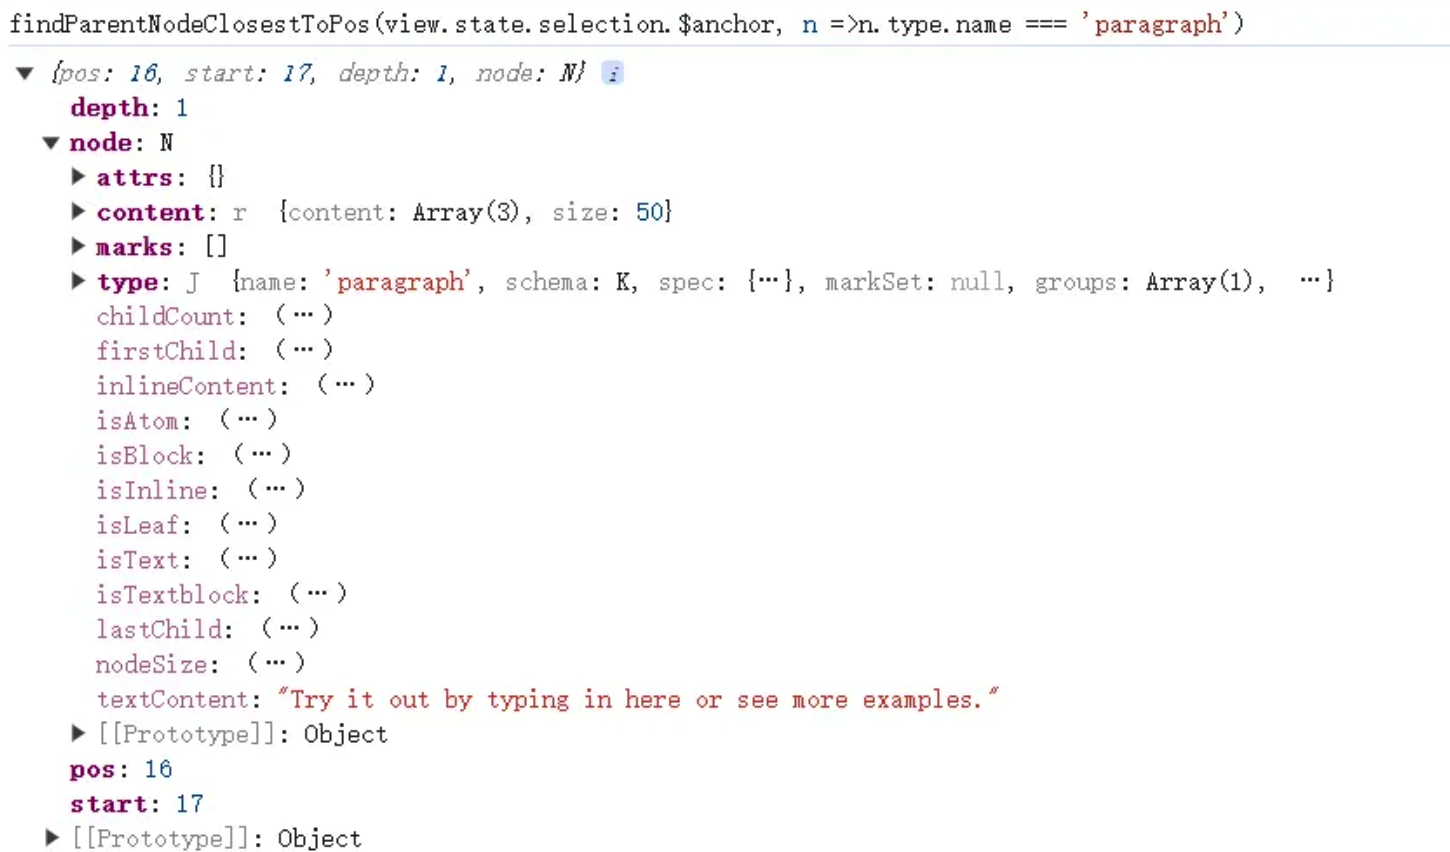 findParentNodeClosestToPos(view.state.selection.$anchor, n =>n.type.name === 'paragraph')
▼ {pos: 16, start: 17, depth: 1, node: N} i
depth: 1
▼ node: N
▶ attrs: {}
▶ content: r {content: Array(3), size: 50}
▶ marks: []
▶ type: J {name: 'paragraph', schema: K, spec: {…}, markSet: null, groups: Array(1), …}
childCount: (…)
firstChild: (…)
inlineContent: (…)
isAtom: (…)
isBlock: (…)
isInline: (…)
isLeaf: (…)
isText: (…)
isTextblock: (…)
lastChild: (…)
nodeSize: (…)
textContent: "Try it out by typing in here or see more examples."
▶ [[Prototype]]: Object
pos: 16
start: 17
▶ [[Prototype]]: Object